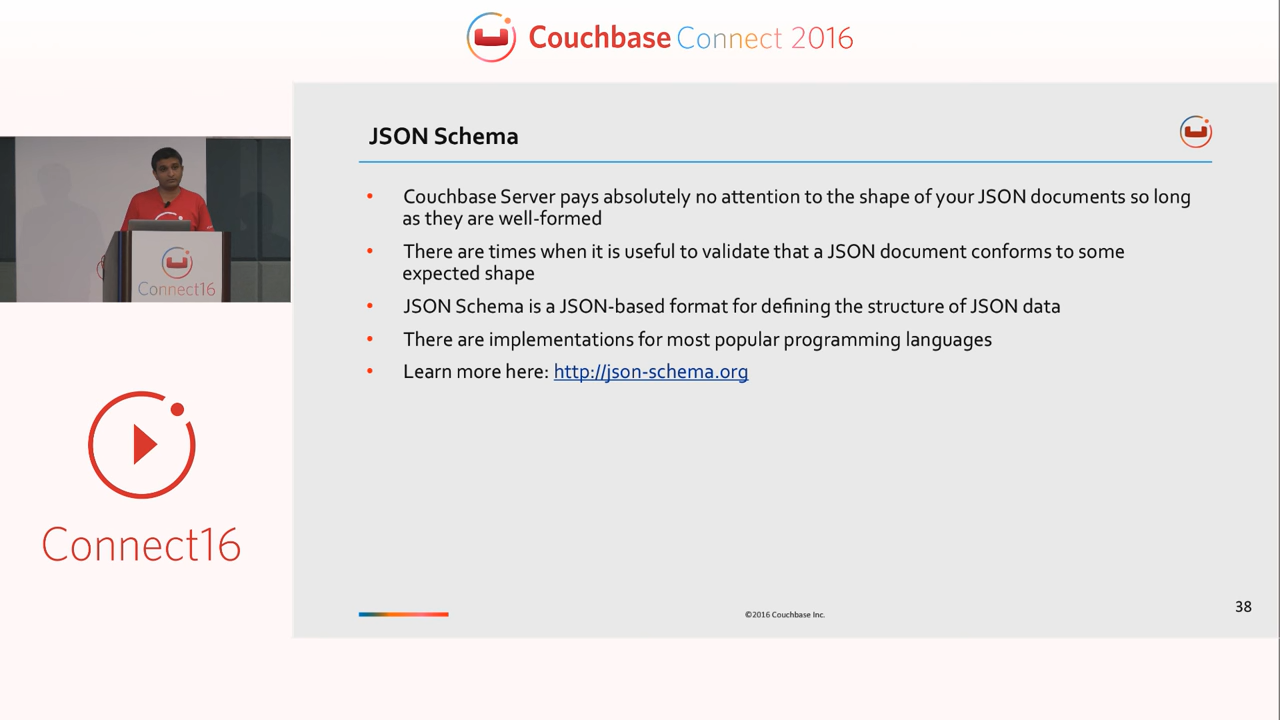 Couchbase Connect 2016
JSON Schema
• Couchbase Server pays absolutely no attention to the shape of your JSON documents so long
as they are well-formed
• There are times when it is useful to validate that a JSON document conforms to some
expected shape
• JSON Schema is a JSON-based format for defining the structure of JSON data
• There are implementations for most popular programming languages
• Learn more here: http://json-schema.org
Connect16
Connect16
©2016 Couchbase Inc.
38